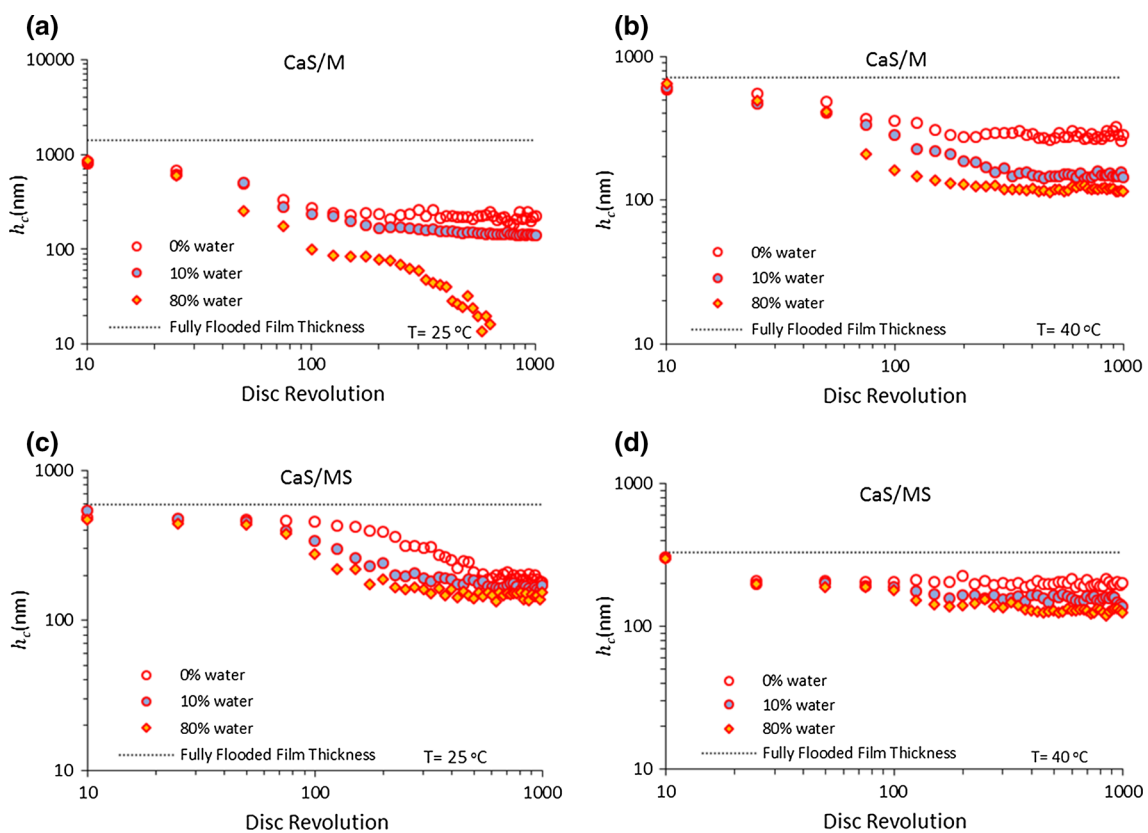 (a)
CaS/M
10000
1000
100
10
h_c(nm)
0% water
10% water
80% water
Fully Flooded Film Thickness
T= 25 °C
10
100
1000
Disc Revolution
(b)
CaS/M
1000
100
10
h_c(nm)
0% water
10% water
80% water
Fully Flooded Film Thickness
T= 40 °C
10
100
1000
Disc Revolution
(c)
CaS/MS
1000
100
10
h_c(nm)
0% water
10% water
80% water
Fully Flooded Film Thickness
T= 25 °C
10
100
1000
Disc Revolution
(d)
CaS/MS
1000
100
10
h_c(nm)
0% water
10% water
80% water
Fully Flooded Film Thickness
T= 40 °C
10
100
1000
Disc Revolution